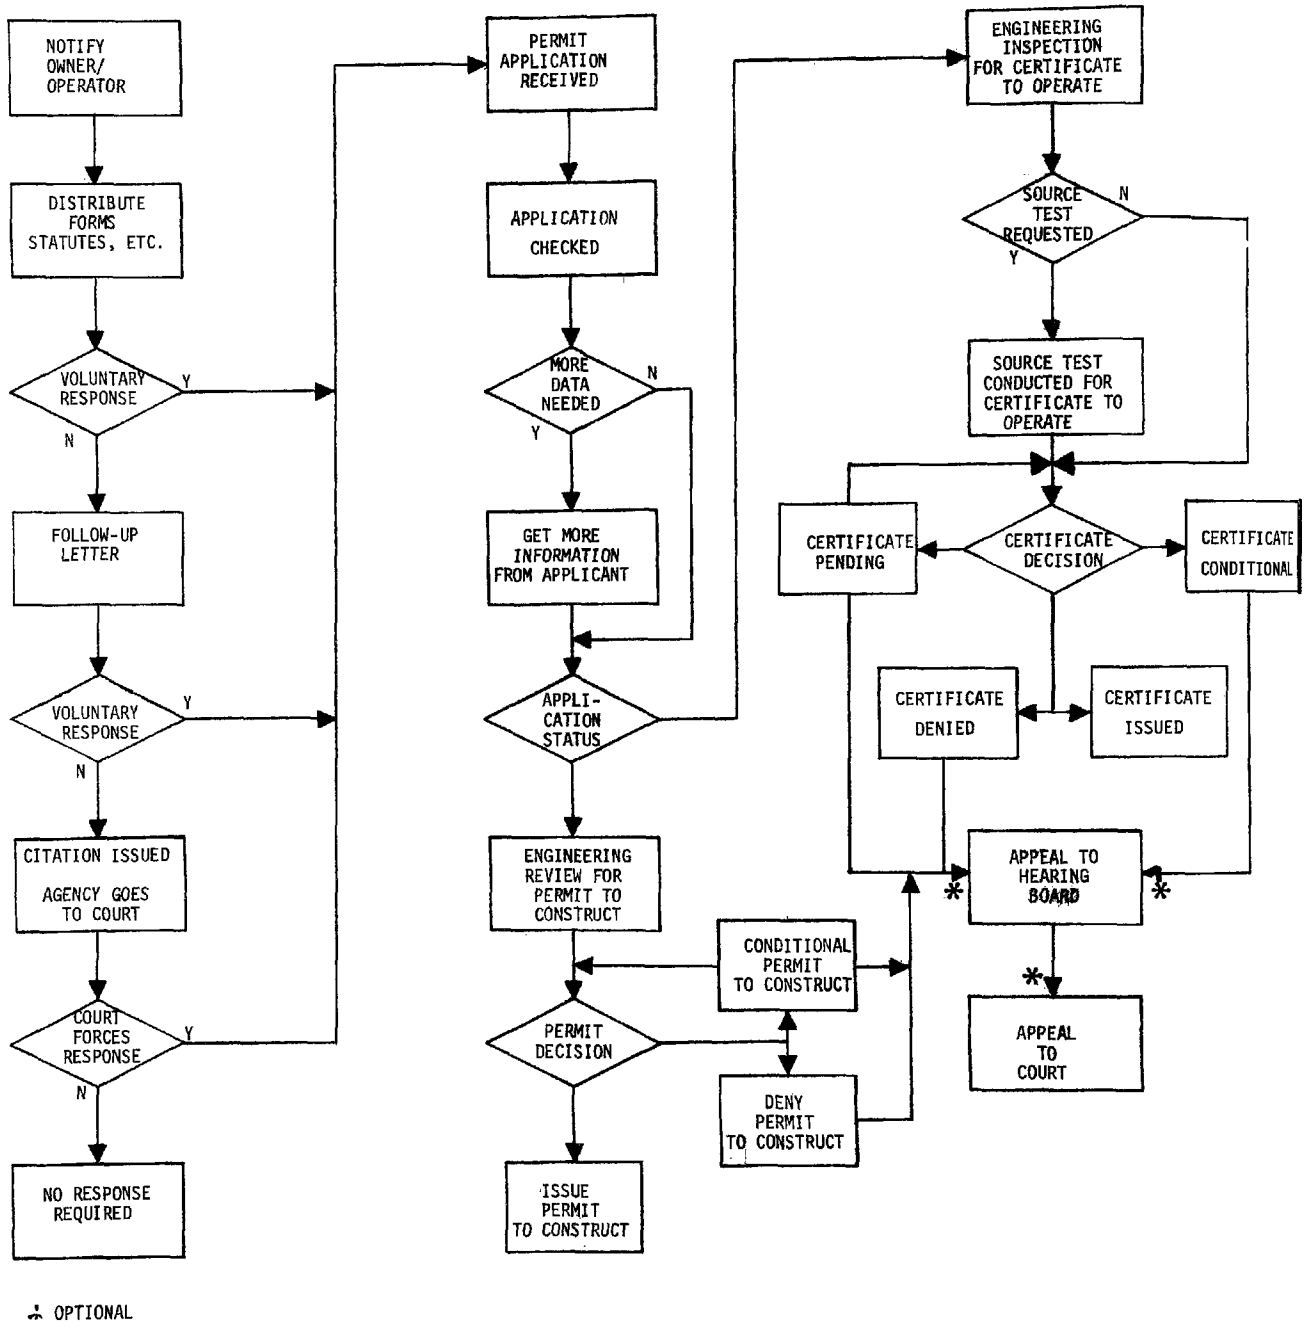 NOTIFY
OWNER/
OPERATOR
DISTRIBUTE
FORMS
STATUTES, ETC.
VOLUNTARY
RESPONSE
Y
N
FOLLOW-UP
LETTER
VOLUNTARY
RESPONSE
Y
N
CITATION ISSUED
AGENCY GOES
TO COURT
COURT
FORCES
RESPONSE
Y
N
NO RESPONSE
REQUIRED
PERMIT
APPLICATION
RECEIVED
APPLICATION
CHECKED
MORE
DATA
NEEDED
N
Y
GET MORE
INFORMATION
FROM APPLICANT
APPLI-
CATION
STATUS
ENGINEERING
REVIEW FOR
PERMIT TO
CONSTRUCT
PERMIT
DECISION
ISSUE
PERMIT
TO CONSTRUCT
CONDITIONAL
PERMIT
TO CONSTRUCT
DENY
PERMIT
TO CONSTRUCT
ENGINEERING
INSPECTION
FOR CERTIFICATE
TO OPERATE
SOURCE
TEST
REQUESTED
N
Y
SOURCE TEST
CONDUCTED FOR
CERTIFICATE TO
OPERATE
CERTIFICATE
PENDING
CERTIFICATE
DECISION
CERTIFICATE
CONDITIONAL
CERTIFICATE
DENIED
CERTIFICATE
ISSUED
APPEAL TO
HEARING
BOARD
*
*
*
APPEAL
TO
COURT
* OPTIONAL